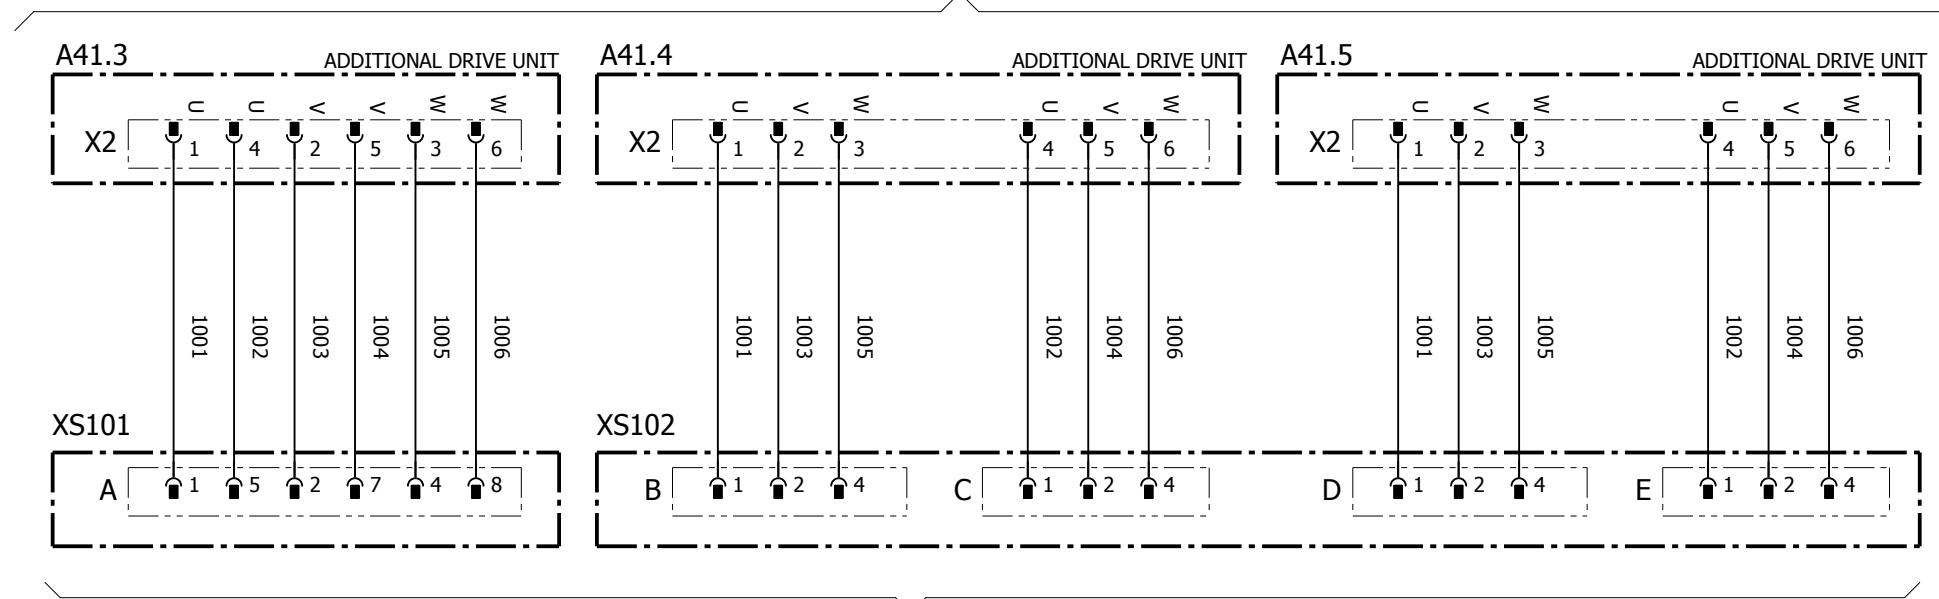 A41.3 ADDITIONAL DRIVE UNIT A41.4 ADDITIONAL DRIVE UNIT A41.5 ADDITIONAL DRIVE UNIT
U U V V W W U V W U V W U V W U V W
X2 1 4 2 5 3 6 X2 1 2 3 4 5 6 X2 1 2 3 4 5 6
1001 1002 1003 1004 1005 1006 1001 1003 1005 1002 1004 1006 1001 1003 1005 1002 1004 1006
XS101 XS102
A 1 5 2 7 4 8 B 1 2 4 C 1 2 4 D 1 2 4 E 1 2 4